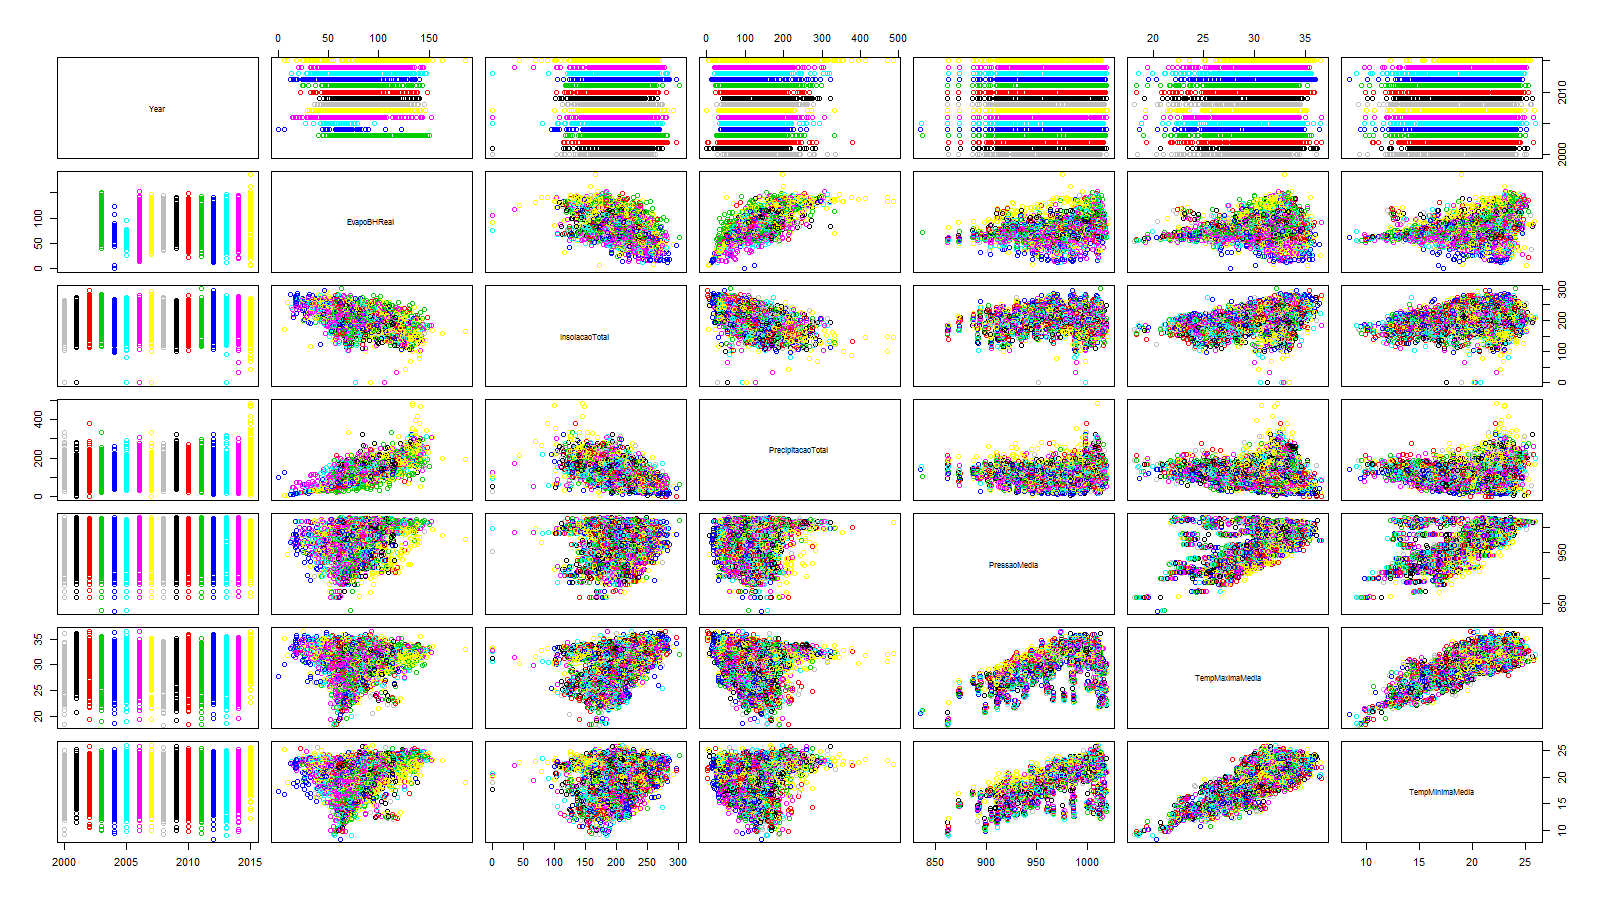 0 50 100 150 0 100 200 300 400 500 20 25 30 35
Year
2000 2010
EvapoBHReal
0 50 100
InsolacaoTotal
0 100 200 300
PrecipitacaoTotal
0 200 400
PressaoMedia
850 950
TempMaximaMedia
20 25 30 35
TempMinimaMedia
10 15 20 25
2000 2005 2010 2015 0 50 100 150 200 250 300 850 900 950 1000 10 15 20 25